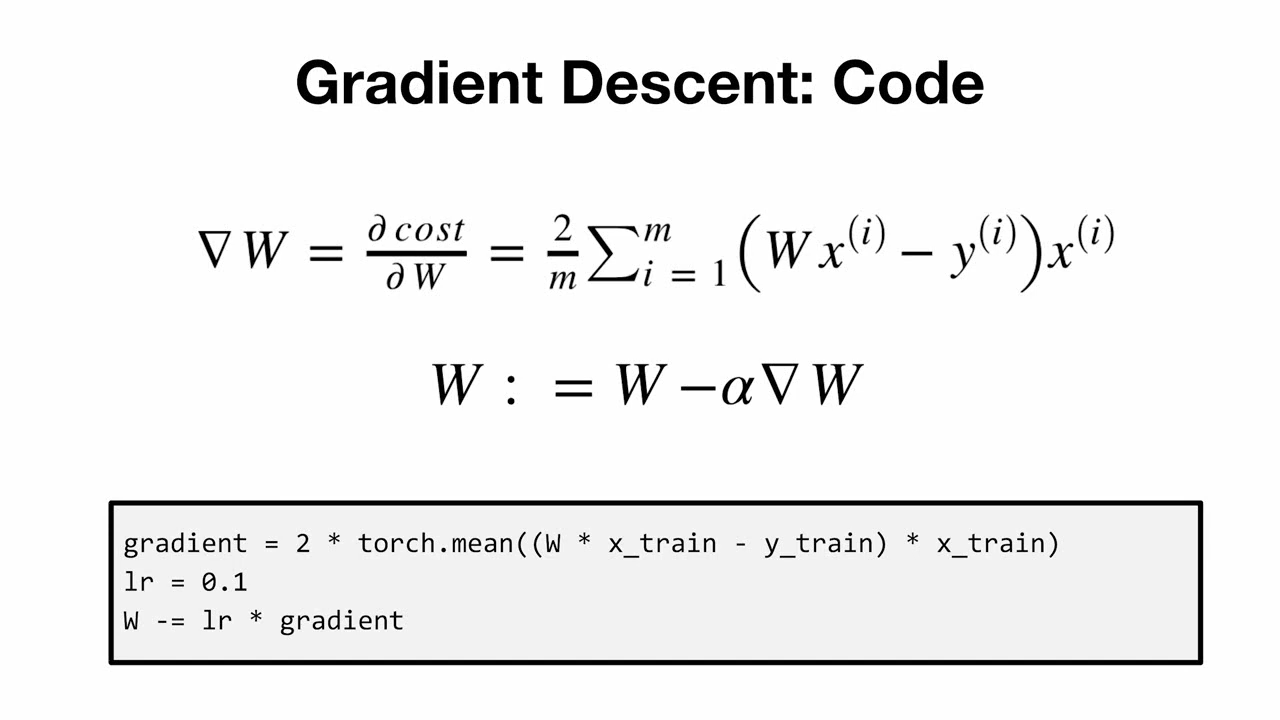 Gradient Descent: Code
∇W = ∂cost/∂W = 2/m ∑_{i = 1}^{m} (Wx^{(i)} − y^{(i)})x^{(i)}
W : = W − α∇W
gradient = 2 * torch.mean((W * x_train - y_train) * x_train)
lr = 0.1
W -= lr * gradient